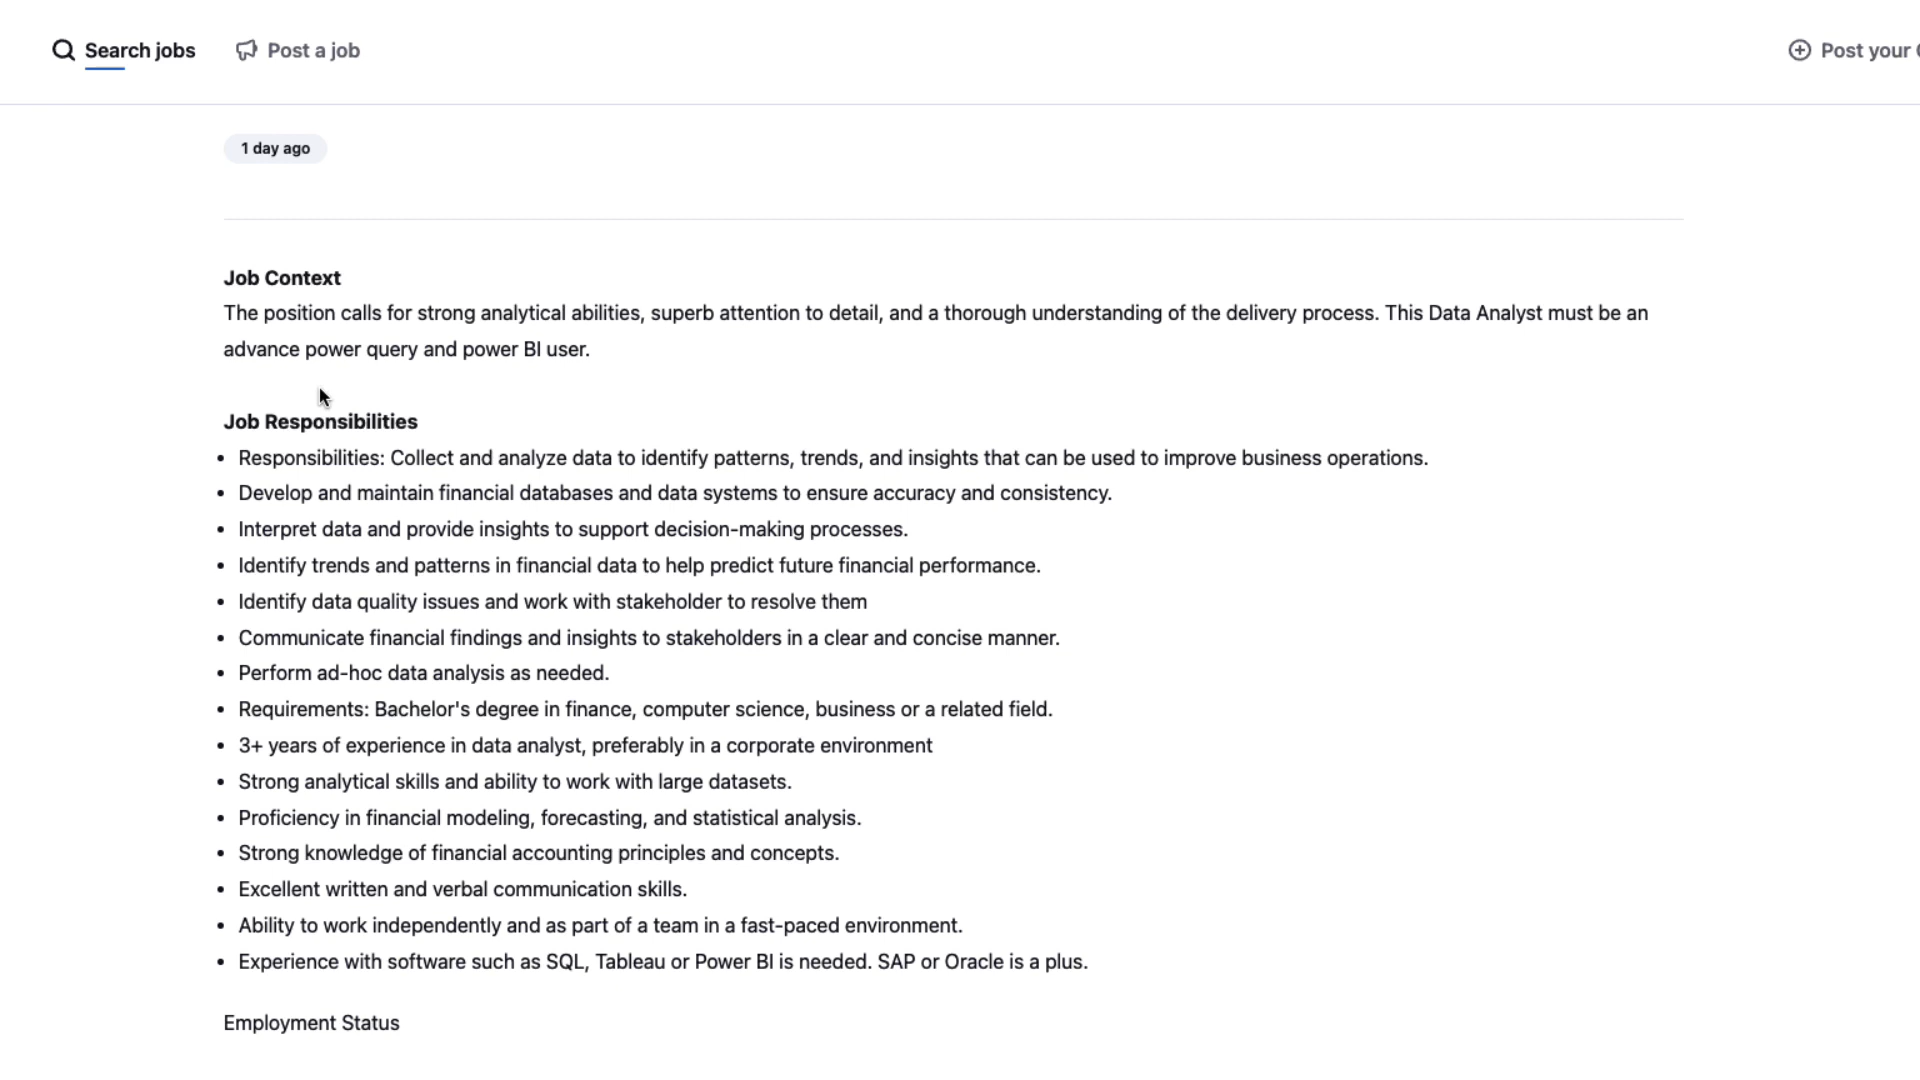 Search jobs
Post a job
Post your
1 day ago
Job Context
The position calls for strong analytical abilities, superb attention to detail, and a thorough understanding of the delivery process. This Data Analyst must be an
advance power query and power BI user.
Job Responsibilities
• Responsibilities: Collect and analyze data to identify patterns, trends, and insights that can be used to improve business operations.
• Develop and maintain financial databases and data systems to ensure accuracy and consistency.
• Interpret data and provide insights to support decision-making processes.
• Identify trends and patterns in financial data to help predict future financial performance.
• Identify data quality issues and work with stakeholder to resolve them
• Communicate financial findings and insights to stakeholders in a clear and concise manner.
• Perform ad-hoc data analysis as needed.
• Requirements: Bachelor's degree in finance, computer science, business or a related field.
• 3+ years of experience in data analyst, preferably in a corporate environment
• Strong analytical skills and ability to work with large datasets.
• Proficiency in financial modeling, forecasting, and statistical analysis.
• Strong knowledge of financial accounting principles and concepts.
• Excellent written and verbal communication skills.
• Ability to work independently and as part of a team in a fast-paced environment.
• Experience with software such as SQL, Tableau or Power BI is needed. SAP or Oracle is a plus.
Employment Status